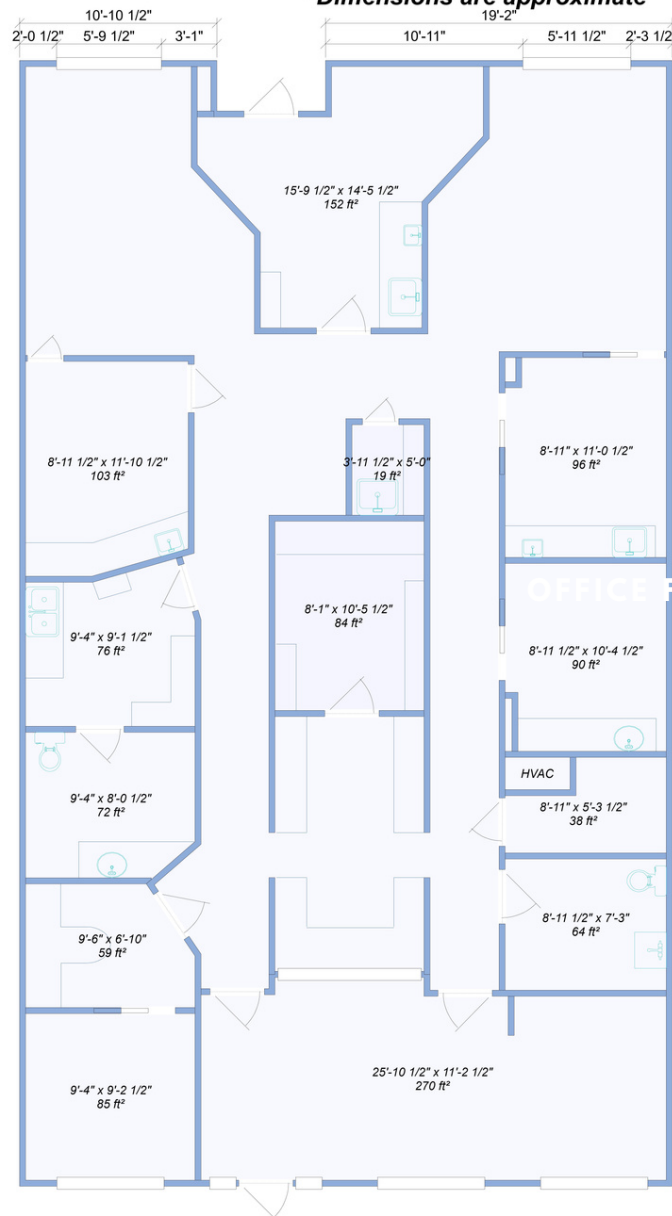 Dimensions are approximate
10'-10 1/2"
19'-2"
2'-0 1/2"
5'-9 1/2"
3'-1"
10'-11"
5'-11 1/2"
2'-3 1/2
15'-9 1/2" x 14'-5 1/2"
152 ft²
8'-11 1/2" x 11'-10 1/2"
103 ft²
3'-11 1/2" x 5'-0"
19 ft²
8'-11" x 11'-0 1/2"
96 ft²
OFFICE F
8'-1" x 10'-5 1/2"
84 ft²
9'-4" x 9'-1 1/2"
76 ft²
8'-11 1/2" x 10'-4 1/2"
90 ft²
HVAC
9'-4" x 8'-0 1/2"
72 ft²
8'-11" x 5'-3 1/2"
38 ft²
9'-6" x 6'-10"
59 ft²
8'-11 1/2" x 7'-3"
64 ft²
9'-4" x 9'-2 1/2"
85 ft²
25'-10 1/2" x 11'-2 1/2"
270 ft²